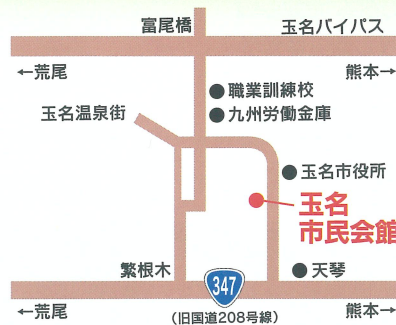 富尾橋
玉名バイパス
←荒尾
熊本→
職業訓練校
玉名温泉街
九州労働金庫
玉名市役所
玉名
市民会館
繁根木
天琴
347
(旧国道208号線)
←荒尾
熊本→